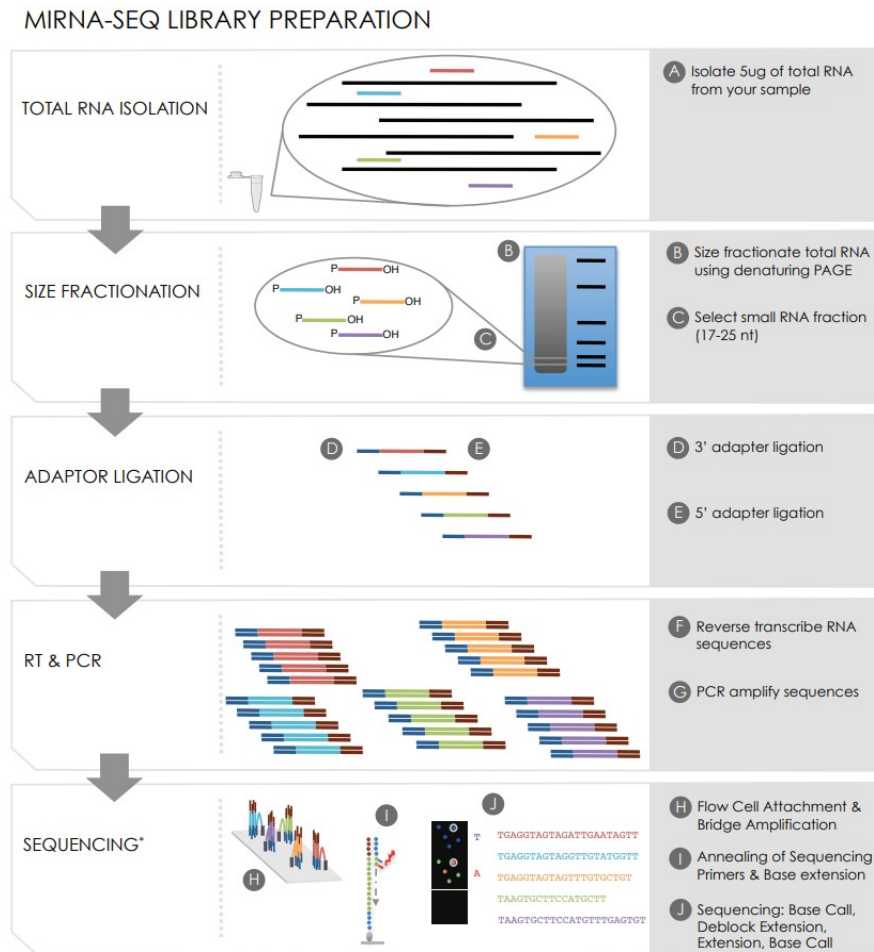 MIRNA-SEQ LIBRARY PREPARATION
TOTAL RNA ISOLATION
A Isolate 5ug of total RNA
from your sample
SIZE FRACTIONATION
P OH
P OH
P OH
P OH
P OH
B
C
B Size fractionate total RNA
using denaturing PAGE
C Select small RNA fraction
(17-25 nt)
ADAPTOR LIGATION
D
E
D 3' adapter ligation
E 5' adapter ligation
RT & PCR
F Reverse transcribe RNA
sequences
G PCR amplify sequences
SEQUENCING*
H
I
J
T
A
TGAGGTAGTAGATTGAATAGTT
TGAGGTAGTAGGTTGTATGGTT
TGAGGTAGTAGTTTGTGCTGT
TAAGTGCTTCCATGCTT
TAAGTGCTTCCATGTTTGAGTGT
H Flow Cell Attachment &
Bridge Amplification
I Annealing of Sequencing
Primers & Base extension
J Sequencing: Base Call,
Deblock Extension,
Extension, Base Call